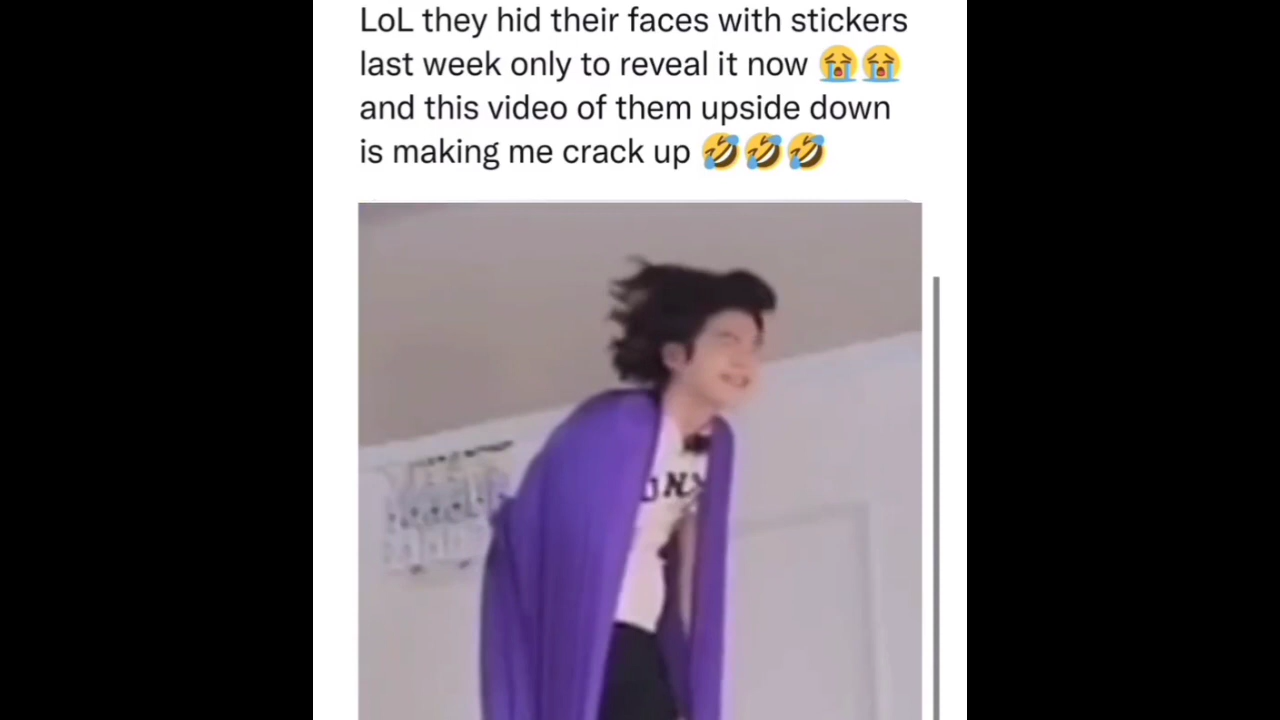 LoL they hid their faces with stickers
last week only to reveal it now 😭😭
and this video of them upside down
is making me crack up 🤣🤣🤣